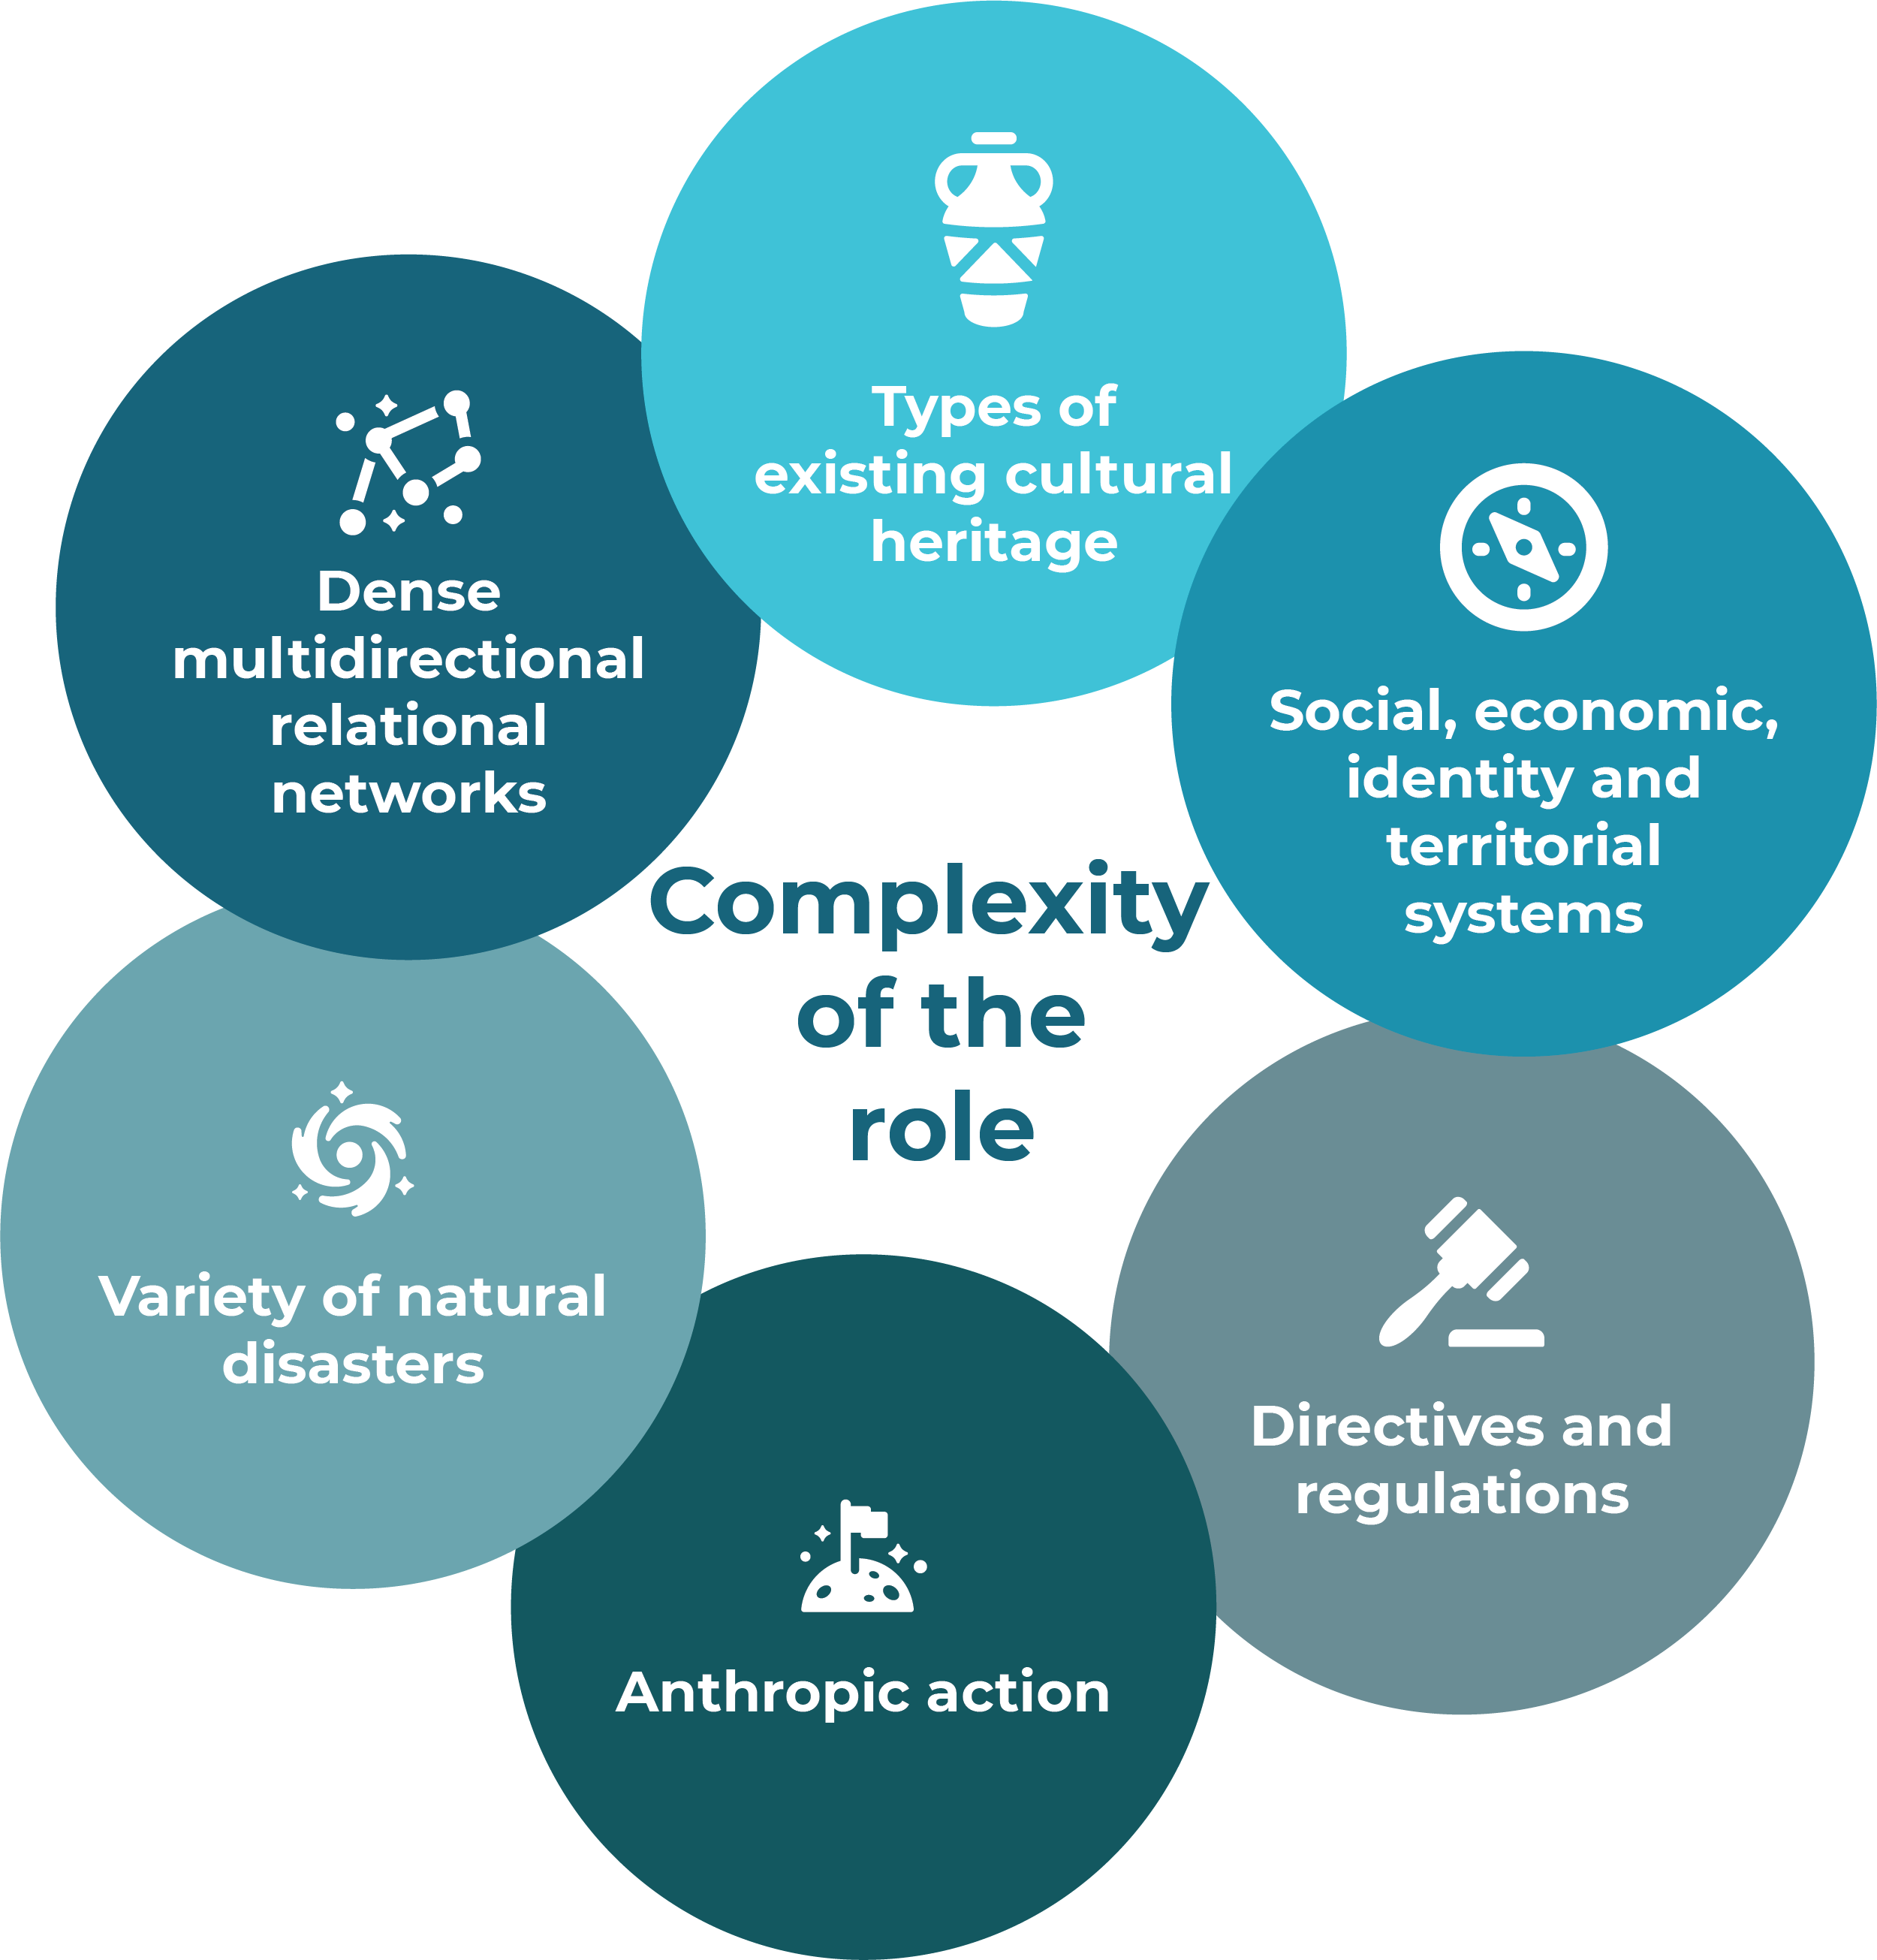 Types of
existing cultural
heritage
Dense
multidirectional
relational
networks
Social, economic,
identity and
territorial
systems
Complexity
of the
role
Variety of natural
disasters
Directives and
regulations
Anthropic action